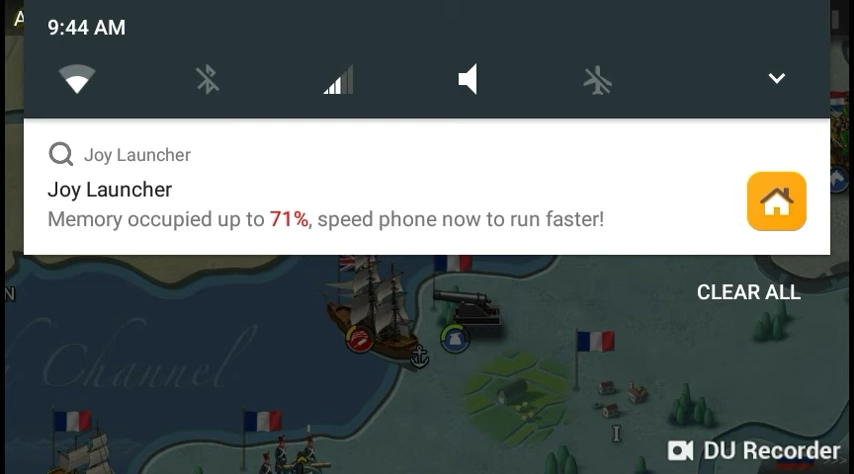 A
9:44 AM
Joy Launcher
Joy Launcher
Memory occupied up to 71%, speed phone now to run faster!
CLEAR ALL
N
Channel
I
DU Recorder